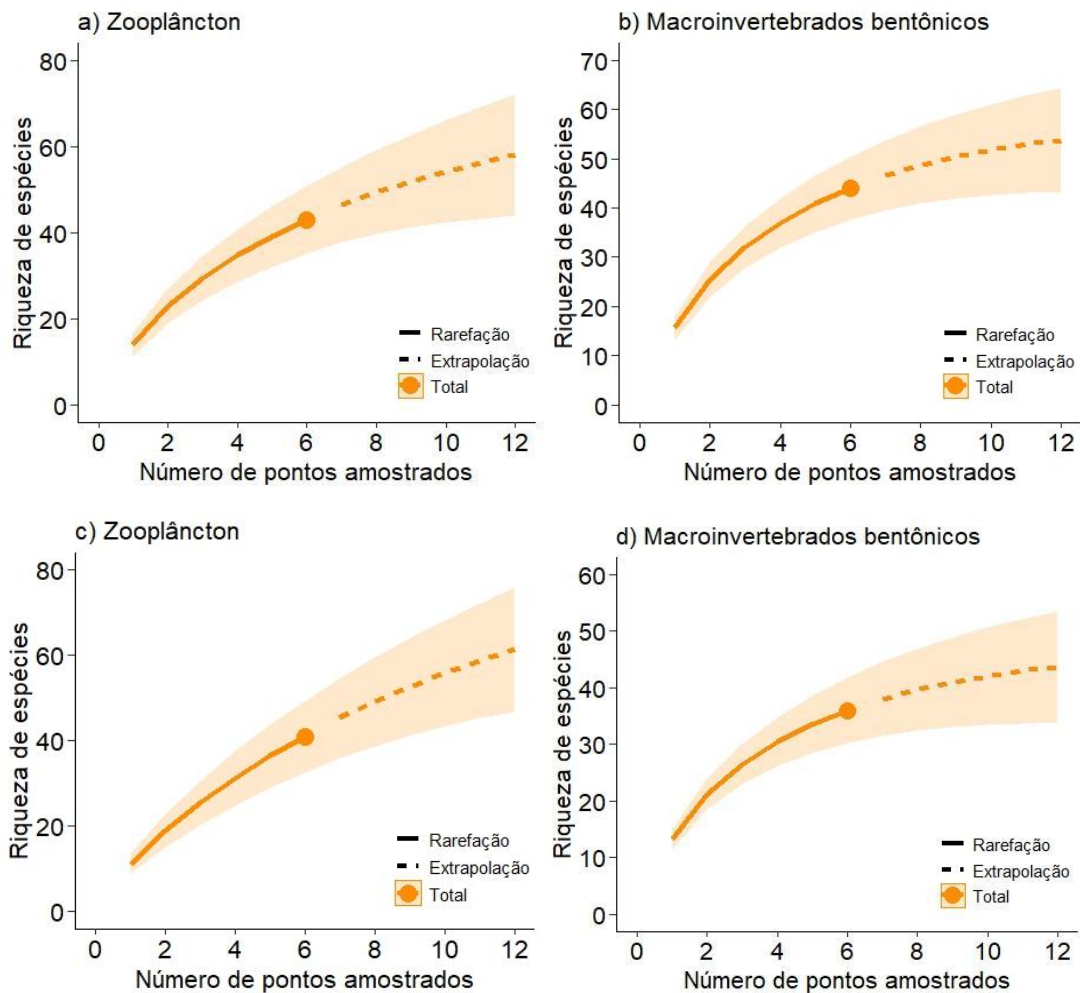 a) Zooplâncton
Riqueza de espécies
80
60
40
20
0
Rarefação
Extrapolação
Total
0 2 4 6 8 10 12
Número de pontos amostrados
b) Macroinvertebrados bentônicos
Riqueza de espécies
70
60
50
40
30
20
10
0
Rarefação
Extrapolação
Total
0 2 4 6 8 10 12
Número de pontos amostrados
c) Zooplâncton
Riqueza de espécies
80
60
40
20
0
Rarefação
Extrapolação
Total
0 2 4 6 8 10 12
Número de pontos amostrados
d) Macroinvertebrados bentônicos
Riqueza de espécies
60
50
40
30
20
10
0
Rarefação
Extrapolação
Total
0 2 4 6 8 10 12
Número de pontos amostrados